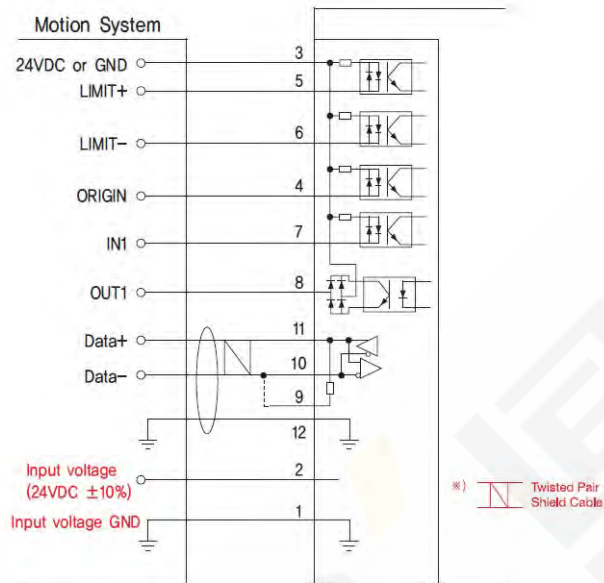 Motion System
24VDC or GND
3
LIMIT+
5
LIMIT-
6
ORIGIN
4
IN1
7
OUT1
8
Data+
11
Data-
10
9
12
Input voltage
(24VDC ±10%)
2
※)
Twisted Pair
Shield Cable
Input voltage GND
1